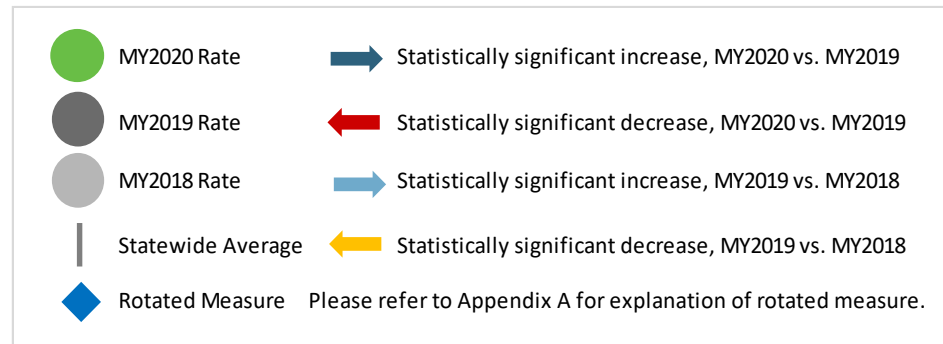 MY2020 Rate Statistically significant increase, MY2020 vs. MY2019
MY2019 Rate Statistically significant decrease, MY2020 vs. MY2019
MY2018 Rate Statistically significant increase, MY2019 vs. MY2018
Statewide Average Statistically significant decrease, MY2019 vs. MY2018
Rotated Measure Please refer to Appendix A for explanation of rotated measure.